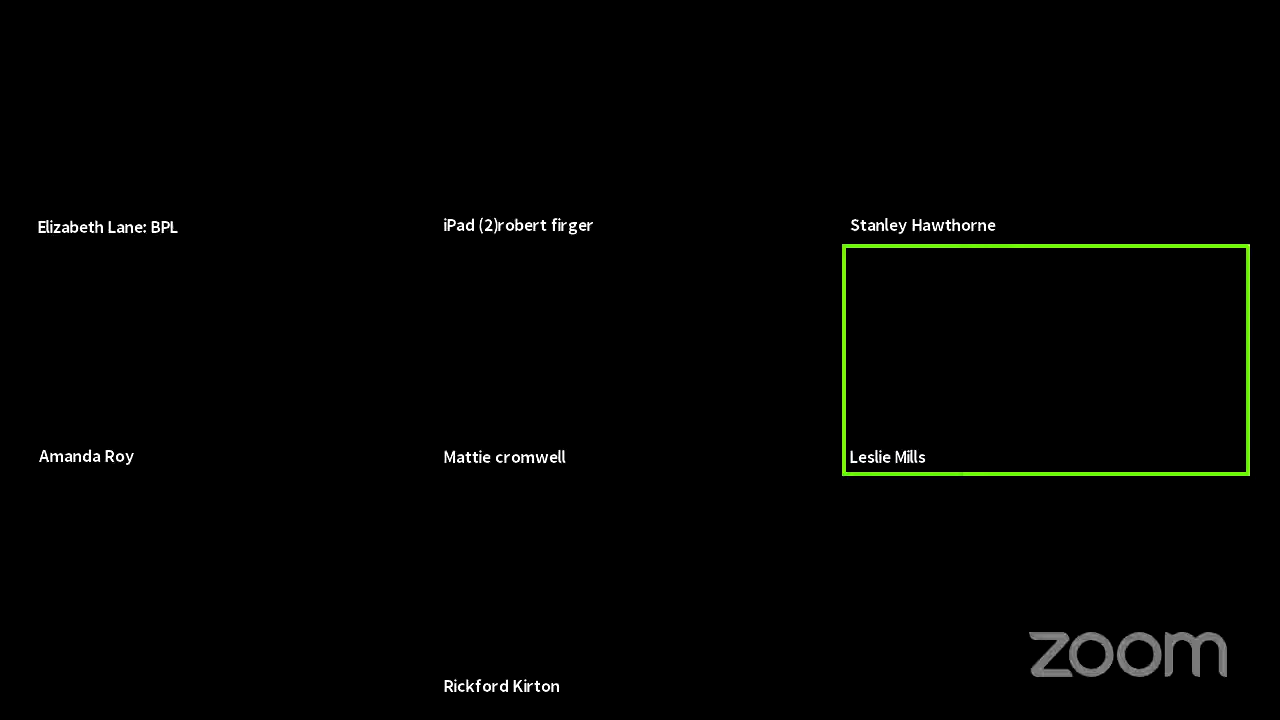 Elizabeth Lane: BPL
iPad (2)robert firger
Stanley Hawthorne
Amanda Roy
Mattie cromwell
Leslie Mills
Rickford Kirton
zoom